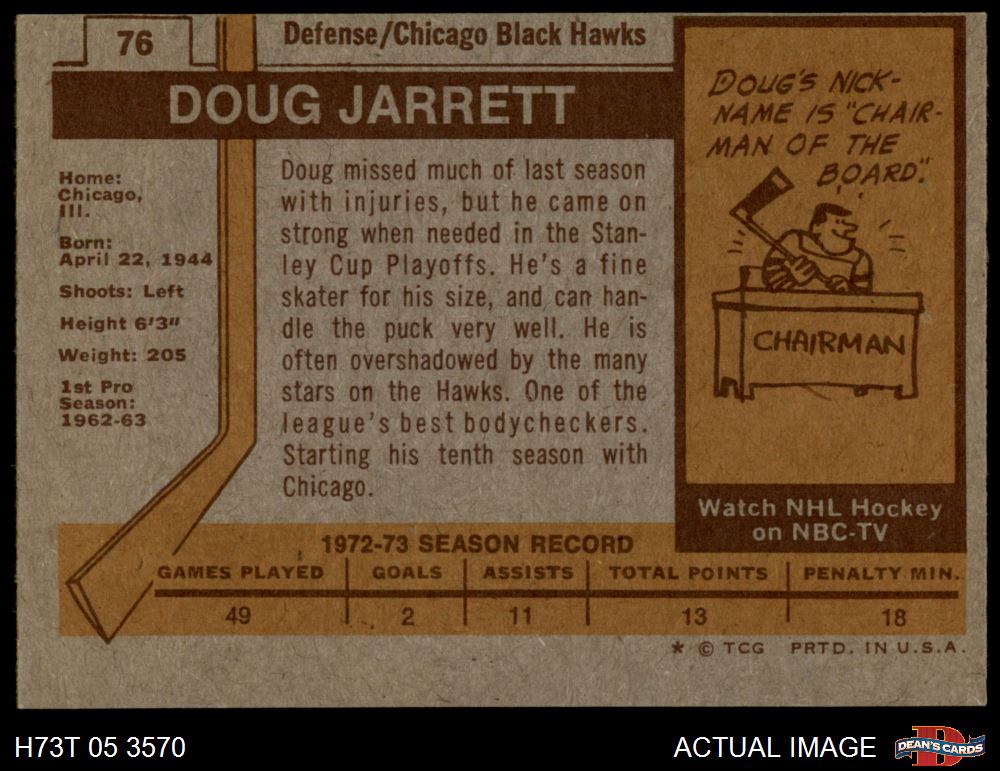 76
Defense/Chicago Black Hawks
DOUG JARRETT
Home:
Chicago,
Ill.
Born:
April 22, 1944
Shoots: Left
Height 6'3"
Weight: 205
1st Pro
Season:
1962-63
Doug missed much of last season
with injuries, but he came on
strong when needed in the Stan-
ley Cup Playoffs. He's a fine
skater for his size, and can han-
dle the puck very well. He is
often overshadowed by the many
stars on the Hawks. One of the
league's best bodycheckers.
Starting his tenth season with
Chicago.
DOUG'S NICK-
NAME IS "CHAIR-
MAN OF THE
BOARD."
CHAIRMAN
Watch NHL Hockey
on NBC-TV
1972-73 SEASON RECORD
GAMES PLAYED GOALS ASSISTS TOTAL POINTS PENALTY MIN.
49 2 11 13 18
* © TCG PRTD. IN U.S.A.
H73T 05 3570
ACTUAL IMAGE
DEAN'S CARDS